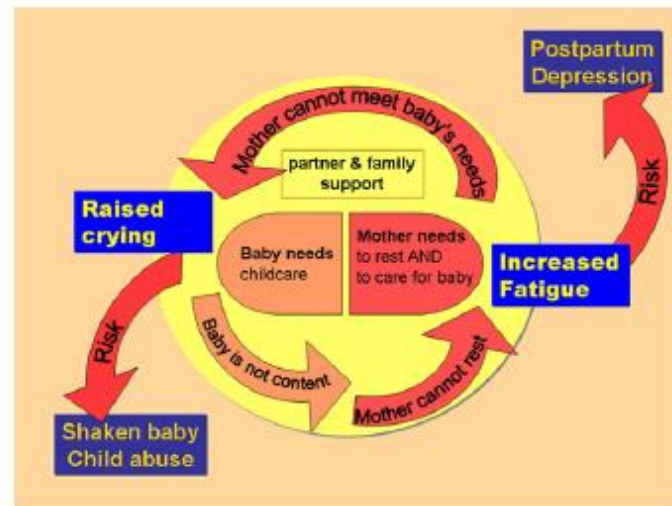 Postpartum
Depression
Mother cannot meet baby's needs
partner & family
support
Risk
Raised
crying
Baby needs
childcare
Mother needs
to rest AND
to care for baby
Increased
Fatigue
Risk
Baby is not content
Mother cannot rest
Shaken baby
Child abuse